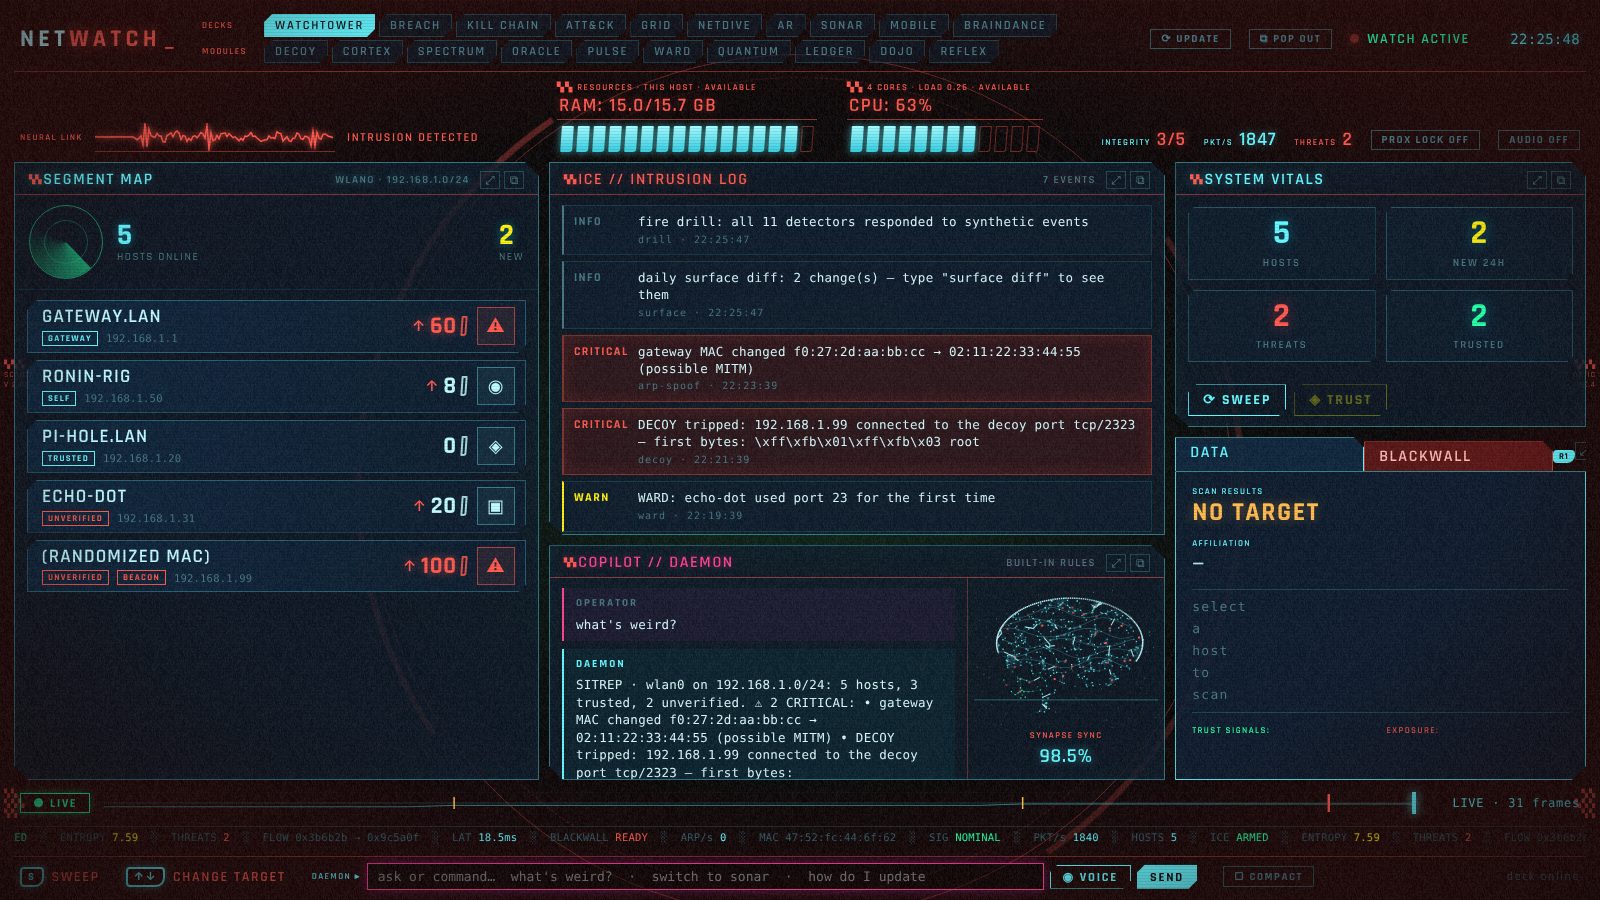 NETWATCH_
DECKS
WATCHTOWER BREACH KILL CHAIN ATT&CK GRID NETDIVE AR SONAR MOBILE BRAINDANCE
MODULES
DECOY CORTEX SPECTRUM ORACLE PULSE WARD QUANTUM LEDGER DOJO REFLEX
⟳ UPDATE
⧉ POP OUT
WATCH ACTIVE
22:25:48
NEURAL LINK
INTRUSION DETECTED
RESOURCES · THIS HOST · AVAILABLE
RAM: 15.0/15.7 GB
4 CORES · LOAD 0.26 · AVAILABLE
CPU: 63%
INTEGRITY 3/5 PKT/S 1847 THREATS 2
PROX LOCK OFF
AUDIO OFF
SEGMENT MAP
WLAN0 · 192.168.1.0/24
5
HOSTS ONLINE
2
NEW
GATEWAY.LAN
GATEWAY 192.168.1.1
↑ 60
RONIN-RIG
SELF 192.168.1.50
↑ 8
PI-HOLE.LAN
TRUSTED 192.168.1.20
0
ECHO-DOT
UNVERIFIED 192.168.1.31
↑ 20
(RANDOMIZED MAC)
UNVERIFIED BEACON 192.168.1.99
↑ 100
ICE // INTRUSION LOG
7 EVENTS
INFO fire drill: all 11 detectors responded to synthetic events
drill · 22:25:47
INFO daily surface diff: 2 change(s) — type "surface diff" to see
them
surface · 22:25:47
CRITICAL gateway MAC changed f0:27:2d:aa:bb:cc → 02:11:22:33:44:55
(possible MITM)
arp-spoof · 22:23:39
CRITICAL DECOY tripped: 192.168.1.99 connected to the decoy port tcp/2323
— first bytes: \xff\xfb\x01\xff\xfb\x03 root
decoy · 22:21:39
WARN WARD: echo-dot used port 23 for the first time
ward · 22:19:39
COPILOT // DAEMON
BUILT-IN RULES
OPERATOR
what's weird?
DAEMON
SITREP · wlan0 on 192.168.1.0/24: 5 hosts, 3
trusted, 2 unverified. ⚠ 2 CRITICAL: • gateway
MAC changed f0:27:2d:aa:bb:cc →
02:11:22:33:44:55 (possible MITM) • DECOY
tripped: 192.168.1.99 connected to the decoy
port tcp/2323 — first bytes:
SYNAPSE SYNC
98.5%
SYSTEM VITALS
5
HOSTS
2
NEW 24H
2
THREATS
2
TRUSTED
⟳ SWEEP
◈ TRUST
DATA
BLACKWALL
R1
SCAN RESULTS
NO TARGET
AFFILIATION
—
select
a
host
to
scan
TRUST SIGNALS:
EXPOSURE:
LIVE
LIVE · 31 frames
ED ENTROPY 7.59 THREATS 2 FLOW 0x3b6b2b → 0x9c5a0f LAT 18.5ms BLACKWALL READY ARP/s 0 MAC 47:52:fc:44:6f:62 SIG NOMINAL PKT/s 1840 HOSTS 5 ICE ARMED ENTROPY 7.59 THREATS 2
S SWEEP
↑↓ CHANGE TARGET
DAEMON ▸
ask or command… what's weird? · switch to sonar · how do I update
◉ VOICE
SEND
COMPACT
deck online